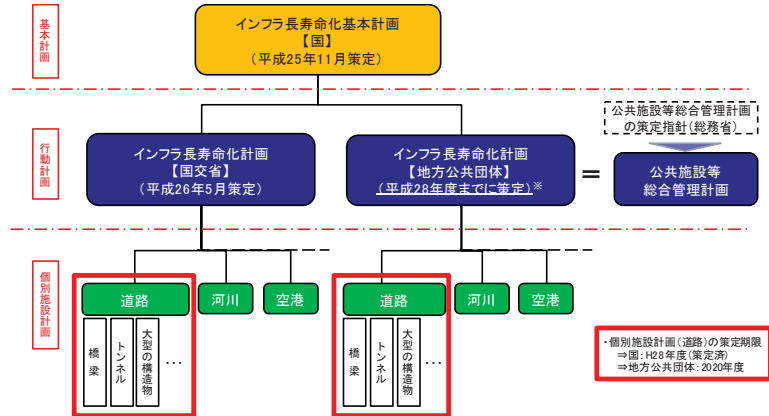 基本計画
インフラ長寿命化基本計画
【国】
(平成25年11月策定)
公共施設等総合管理計画
の策定指針(総務省)
行動計画
インフラ長寿命化計画
【国交省】
(平成26年5月策定)
インフラ長寿命化計画
【地方公共団体】
(平成28年度までに策定)※
＝
公共施設等
総合管理計画
個別施設計画
道路
河川
空港
橋梁
トンネル
大型の構造物
…
道路
河川
空港
橋梁
トンネル
大型の構造物
…
・個別施設計画(道路)の策定期限
⇒国:H28年度(策定済)
⇒地方公共団体:2020年度